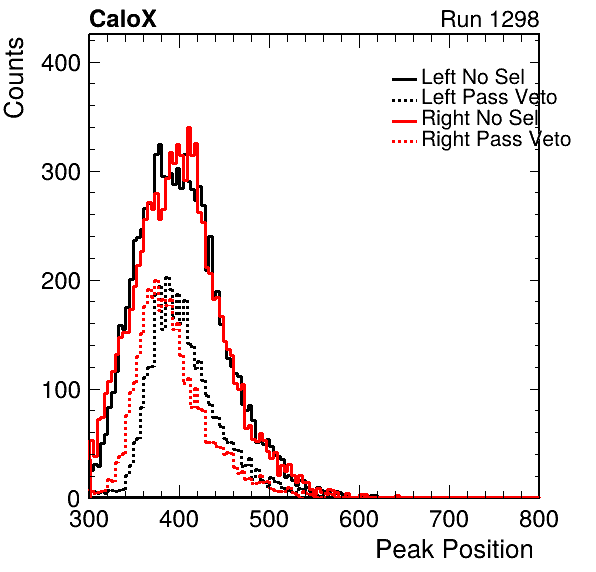 CaloX Run 1298
Counts
400
300
200
100
0
Left No Sel
Left Pass Veto
Right No Sel
Right Pass Veto
300 400 500 600 700 800
Peak Position